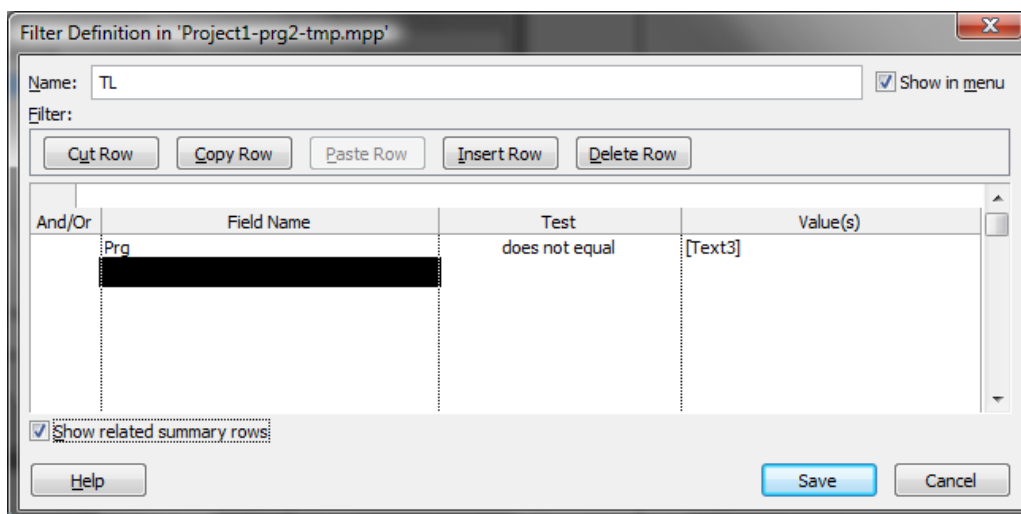 Filter Definition in 'Project1-prg2-tmp.mpp'
Name: TL Show in menu
Filter:
Cut Row Copy Row Paste Row Insert Row Delete Row
And/Or Field Name Test Value(s)
Prg does not equal [Text3]
Show related summary rows
Help Save Cancel